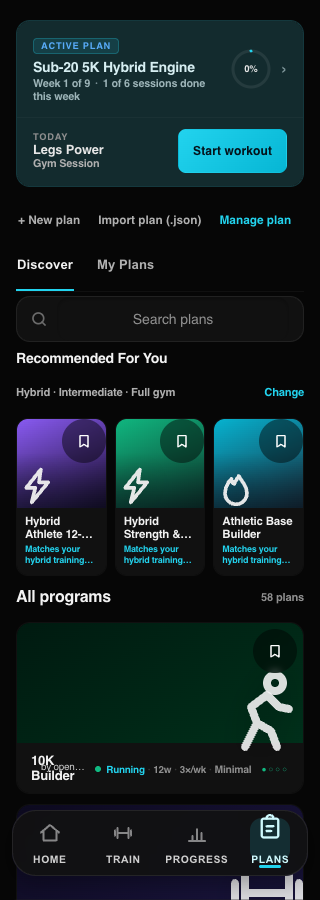 ACTIVE PLAN
Sub-20 5K Hybrid Engine
Week 1 of 9 · 1 of 6 sessions done
this week
0%
TODAY
Legs Power
Gym Session
Start workout
+ New plan
Import plan (.json)
Manage plan
Discover
My Plans
Search plans
Recommended For You
Hybrid · Intermediate · Full gym
Change
Hybrid
Athlete 12-…
Matches your
hybrid training…
Hybrid
Strength &…
Matches your
hybrid training…
Athletic Base
Builder
Matches your
hybrid training…
All programs
58 plans
10K
Builder
by open…
Running · 12w · 3×/wk · Minimal
HOME
TRAIN
PROGRESS
PLANS